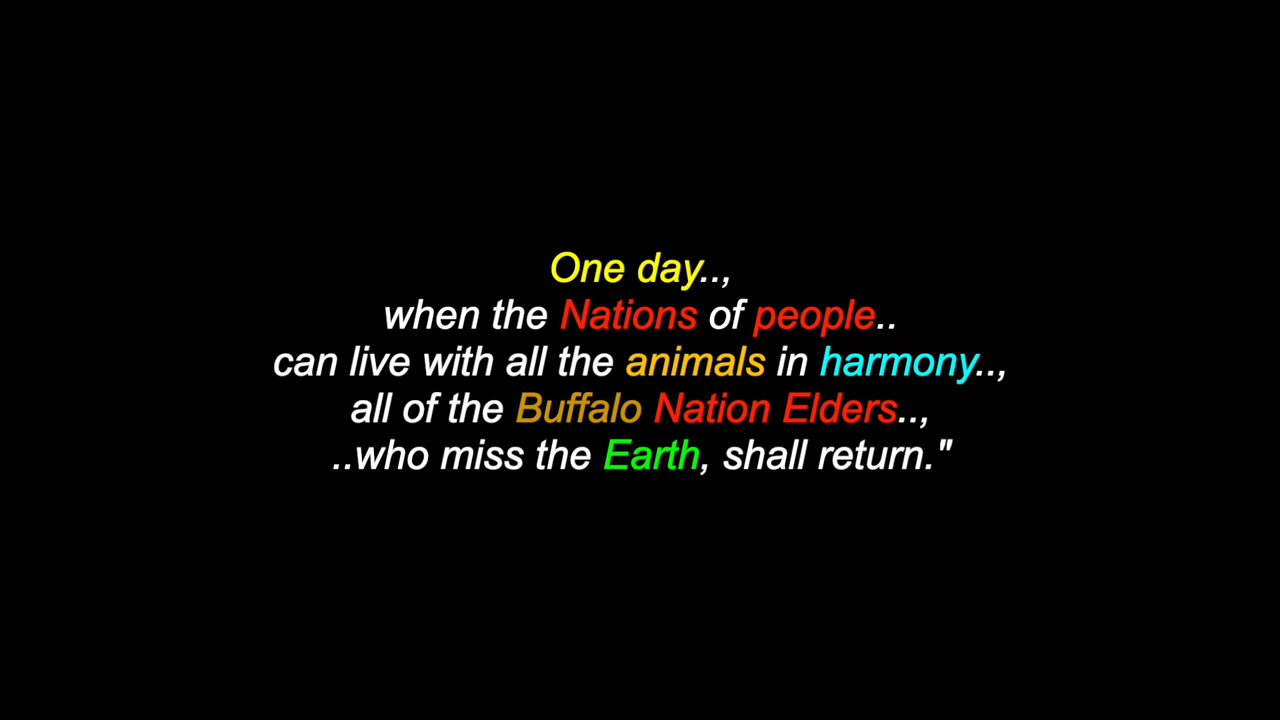 One day..,
when the Nations of people..
can live with all the animals in harmony..,
all of the Buffalo Nation Elders..,
..who miss the Earth, shall return."